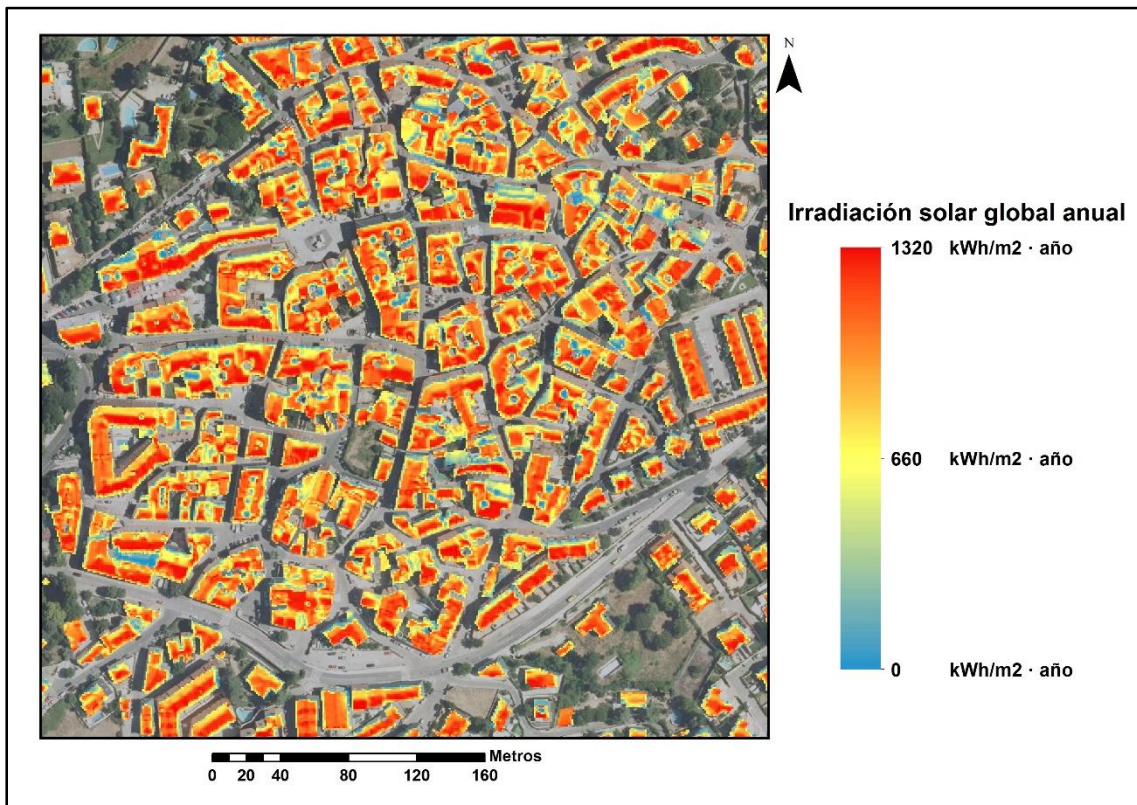 N
Irradiación solar global anual
1320 kWh/m2 · año
660 kWh/m2 · año
0 kWh/m2 · año
Metros
0 20 40 80 120 160